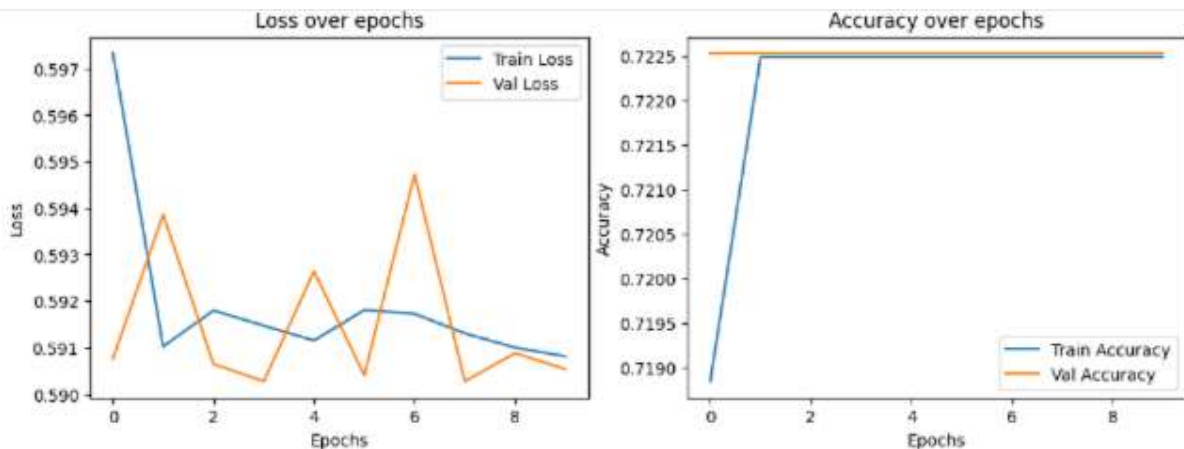 Loss over epochs
0.597
0.596
0.595
0.594
0.593
0.592
0.591
0.590
Loss
0 2 4 6 8
Epochs
Train Loss
Val Loss
Accuracy over epochs
0.7225
0.7220
0.7215
0.7210
0.7205
0.7200
0.7195
0.7190
Accuracy
0 2 4 6 8
Epochs
Train Accuracy
Val Accuracy